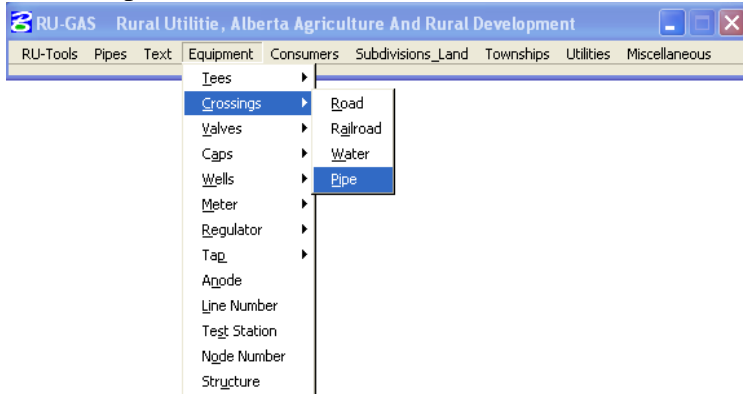 RU-GAS Rural Utilitie, Alberta Agriculture And Rural Development
RU-Tools Pipes Text Equipment Consumers Subdivisions_Land Townships Utilities Miscellaneous
Tees
Crossings
Road
Valves
Railroad
Caps
Water
Wells
Pipe
Meter
Regulator
Tap
Anode
Line Number
Test Station
Node Number
Structure